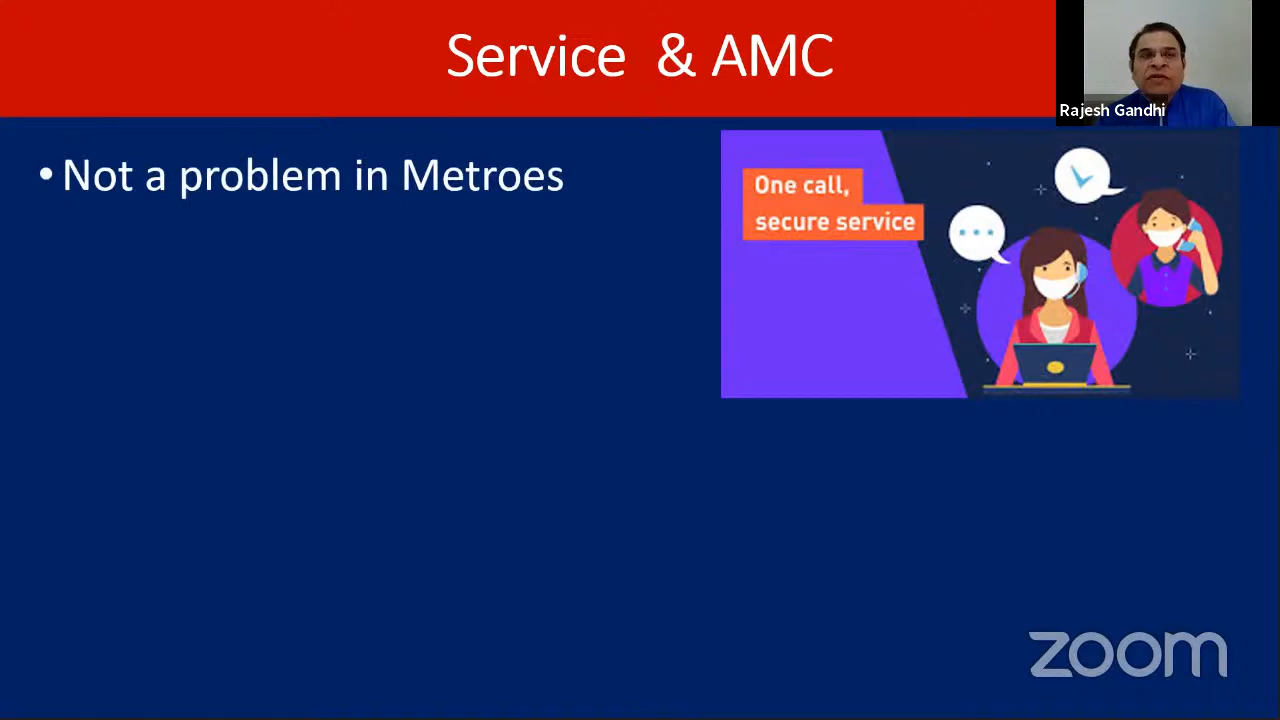 Service & AMC
Rajesh Gandhi
• Not a problem in Metroes
One call,
secure service
zoom